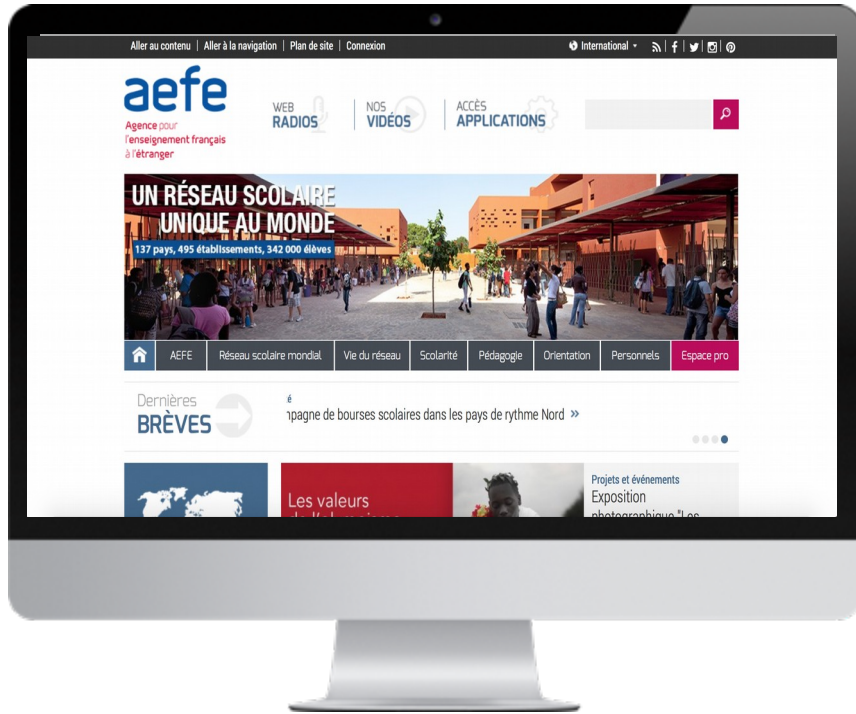 Aller au contenu | Aller à la navigation | Plan de site | Connexion
International
aefe
Agence pour
l'enseignement français
à l'étranger
WEB
RADIOS
NOS
VIDÉOS
ACCÈS
APPLICATIONS
UN RÉSEAU SCOLAIRE
UNIQUE AU MONDE
137 pays, 495 établissements, 342 000 élèves
AEFE
Réseau scolaire mondial
Vie du réseau
Scolarité
Pédagogie
Orientation
Personnels
Espace pro
Dernières
BRÈVES
é
npagne de bourses scolaires dans les pays de rythme Nord »
Les valeurs
Projets et événements
Exposition
photographique "Les